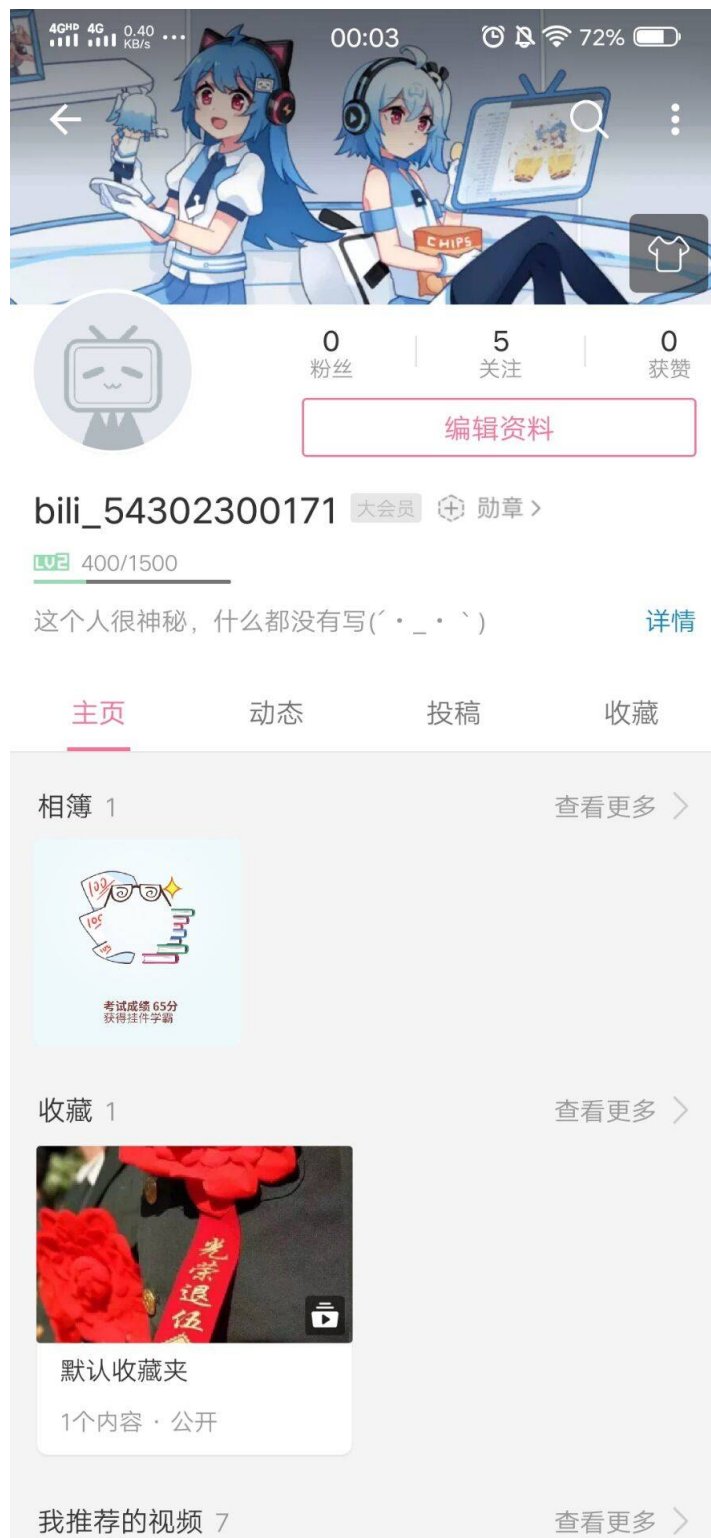 4GHD 4G 0.40 KB/s ••• 00:03 72%
CHIPS
0 5 0
粉丝 关注 获赞
编辑资料
bili_54302300171 大会员 勋章 >
LV2 400/1500
这个人很神秘，什么都没有写(´・_・`) 详情
主页 动态 投稿 收藏
相簿 1 查看更多 >
100
100
考试成绩 65分
获得挂件学霸
收藏 1 查看更多 >
光荣退伍
默认收藏夹
1个内容 · 公开
我推荐的视频 7 查看更多 >